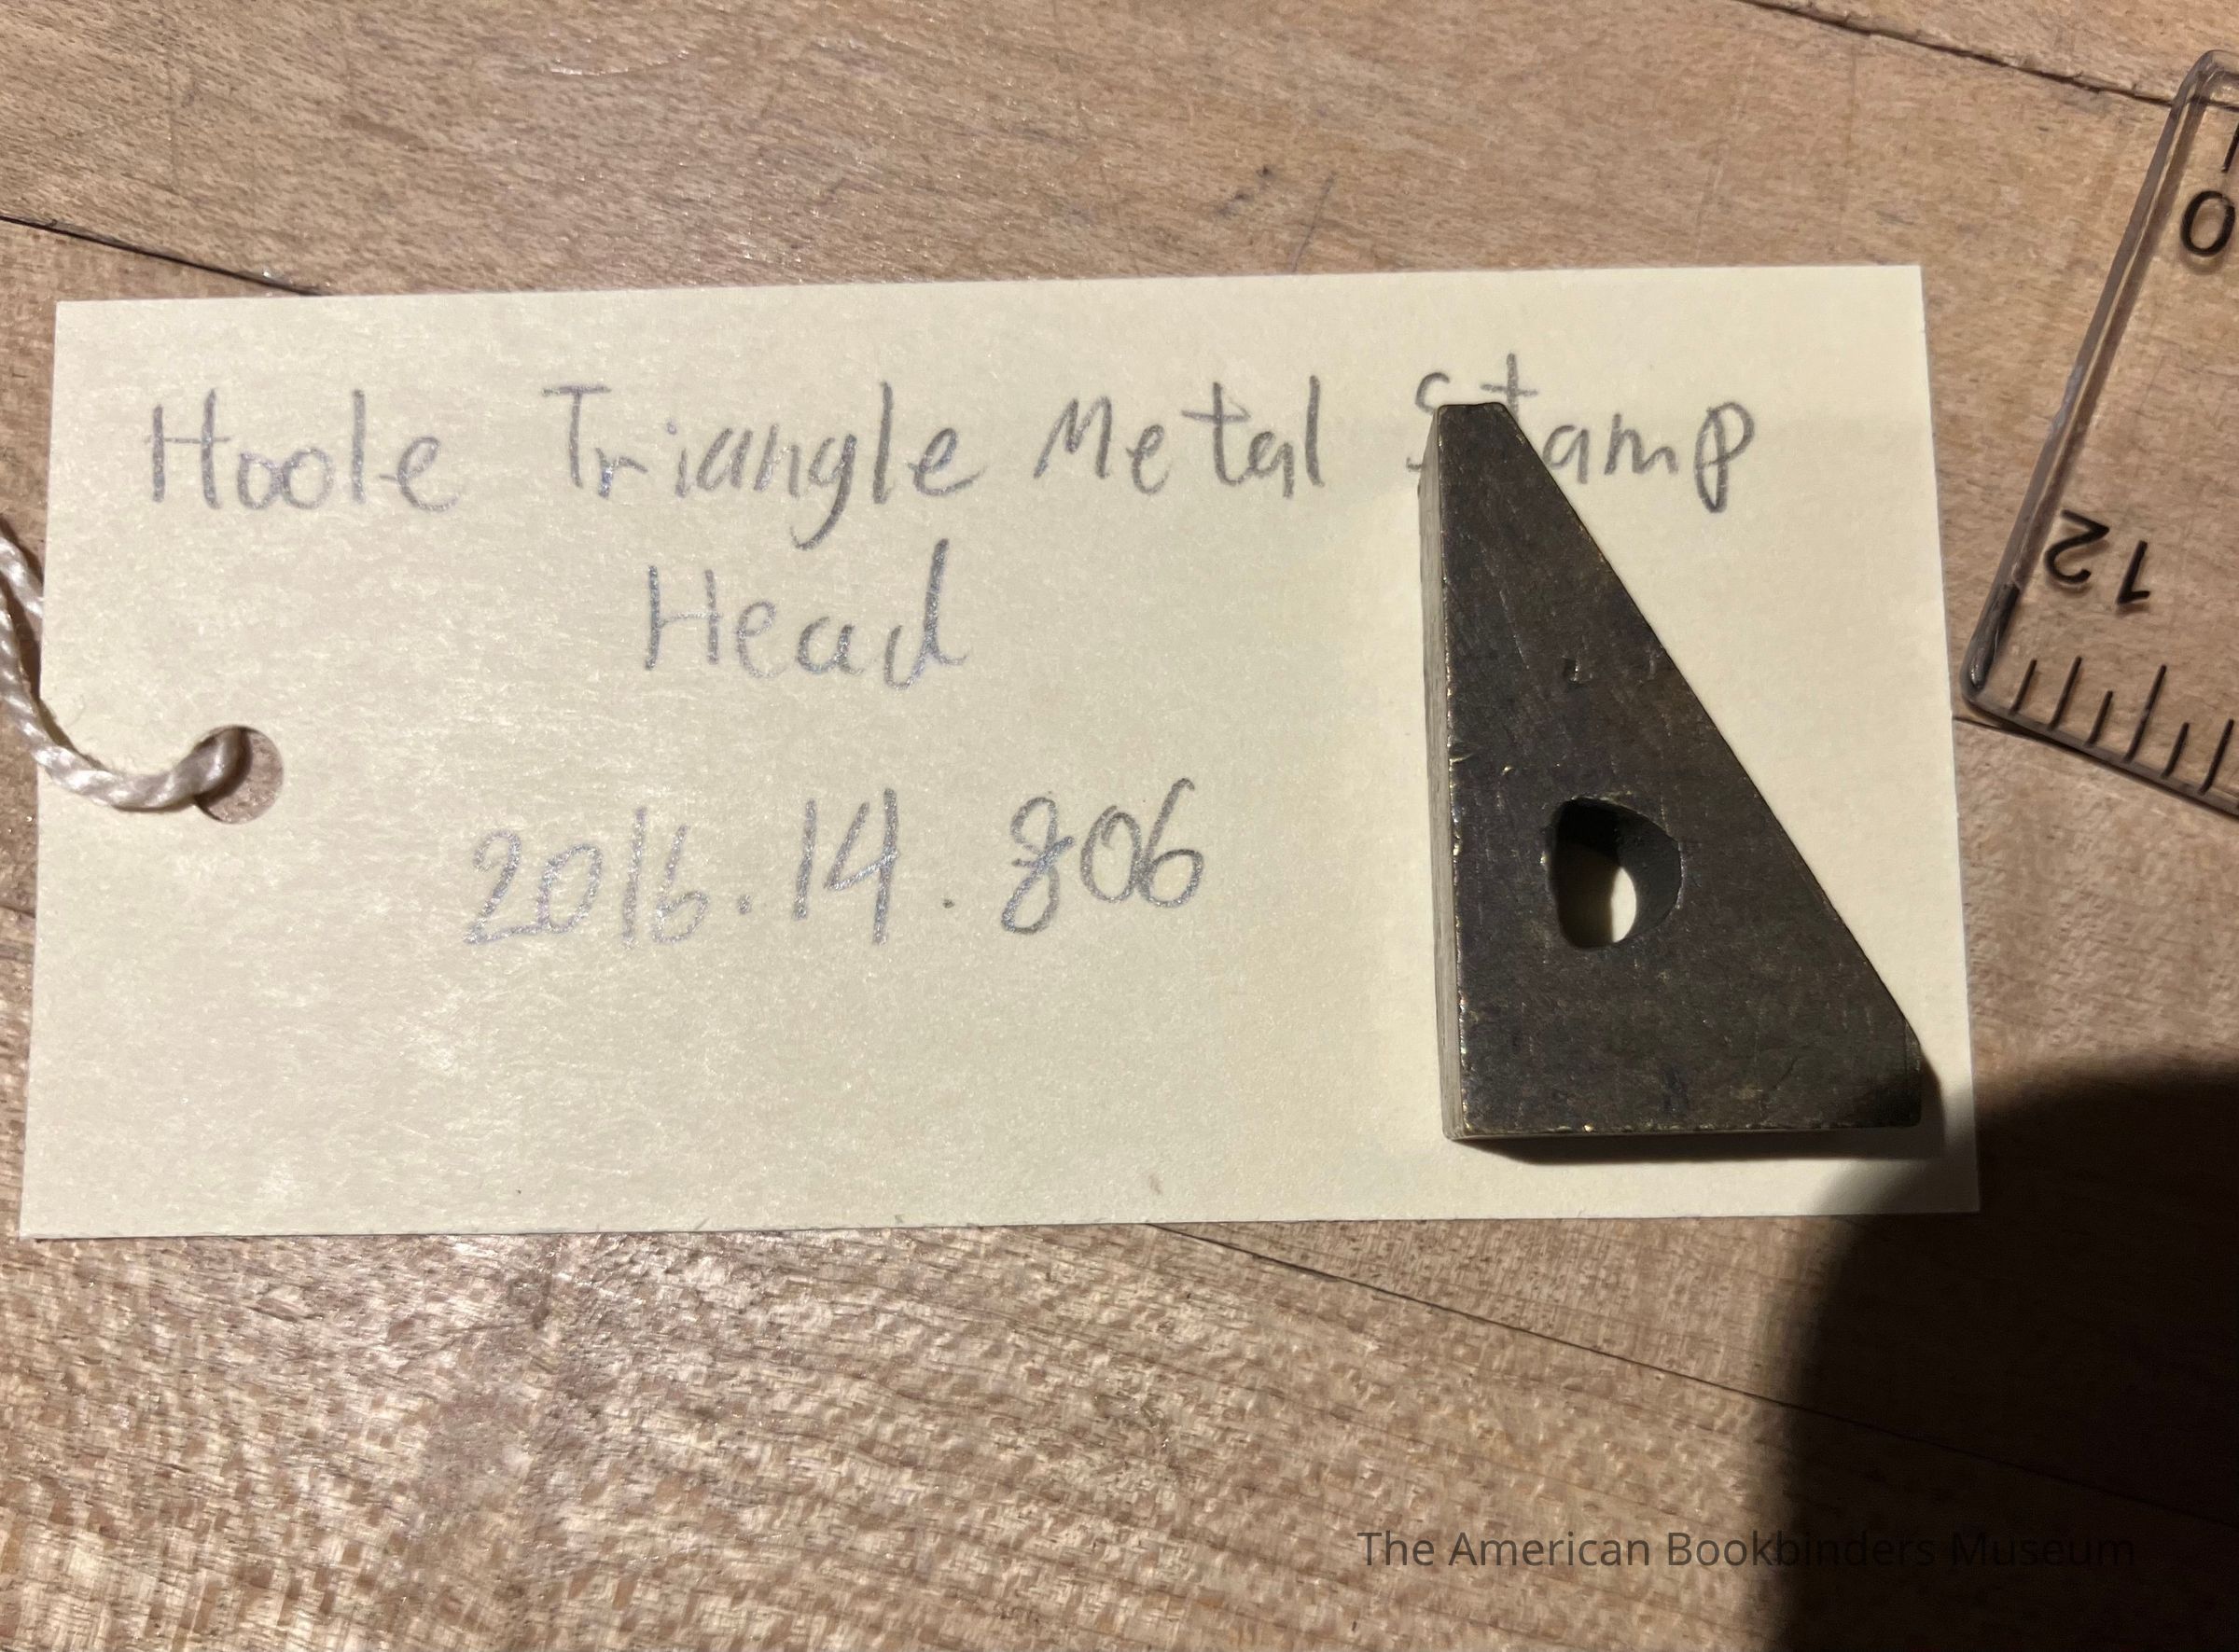 Hoole Triangle Metal Stamp
Head
2016.14.806
0
12
The American Bookbinders Museum